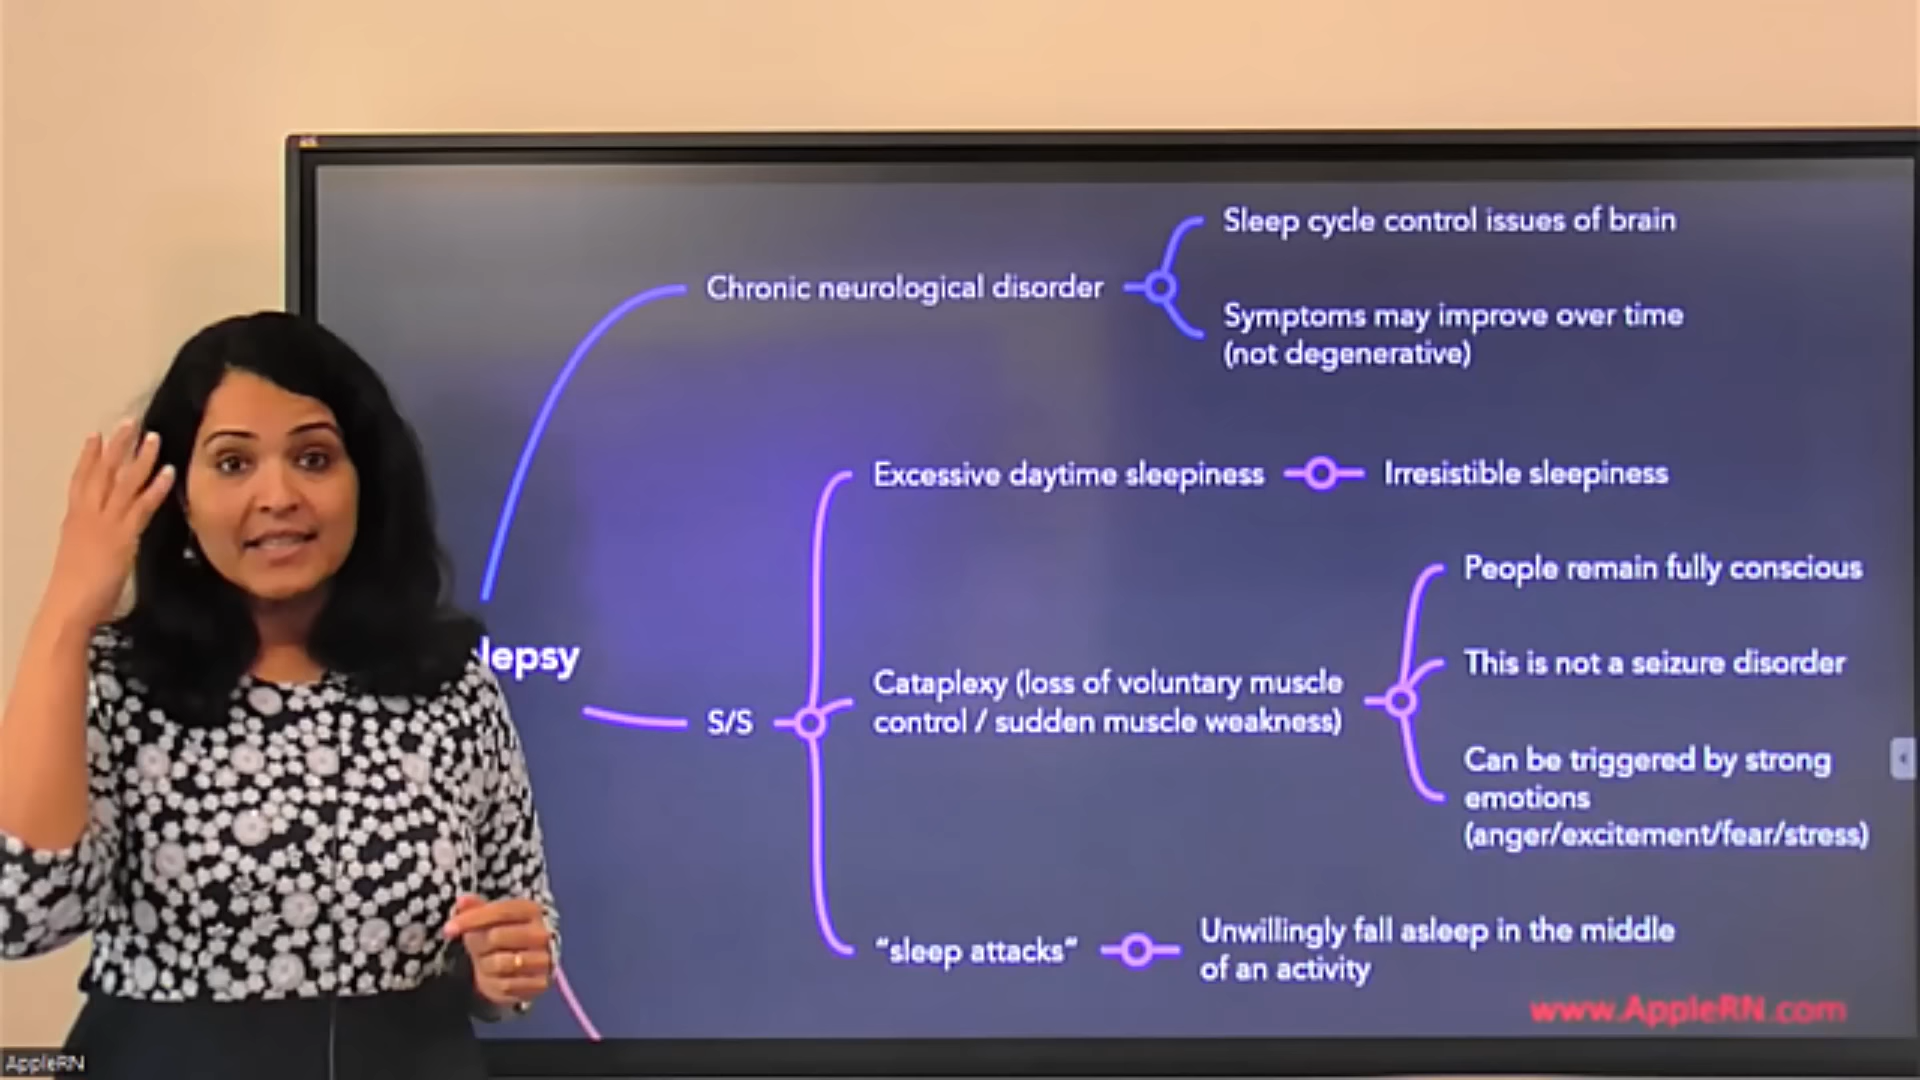 Sleep cycle control issues of brain
Chronic neurological disorder
Symptoms may improve over time
(not degenerative)
Excessive daytime sleepiness
Irresistible sleepiness
People remain fully conscious
lepsy
This is not a seizure disorder
Cataplexy (loss of voluntary muscle
control / sudden muscle weakness)
S/S
Can be triggered by strong
emotions
(anger/excitement/fear/stress)
“sleep attacks”
Unwillingly fall asleep in the middle
of an activity
www.AppleRN.com
AppleRN